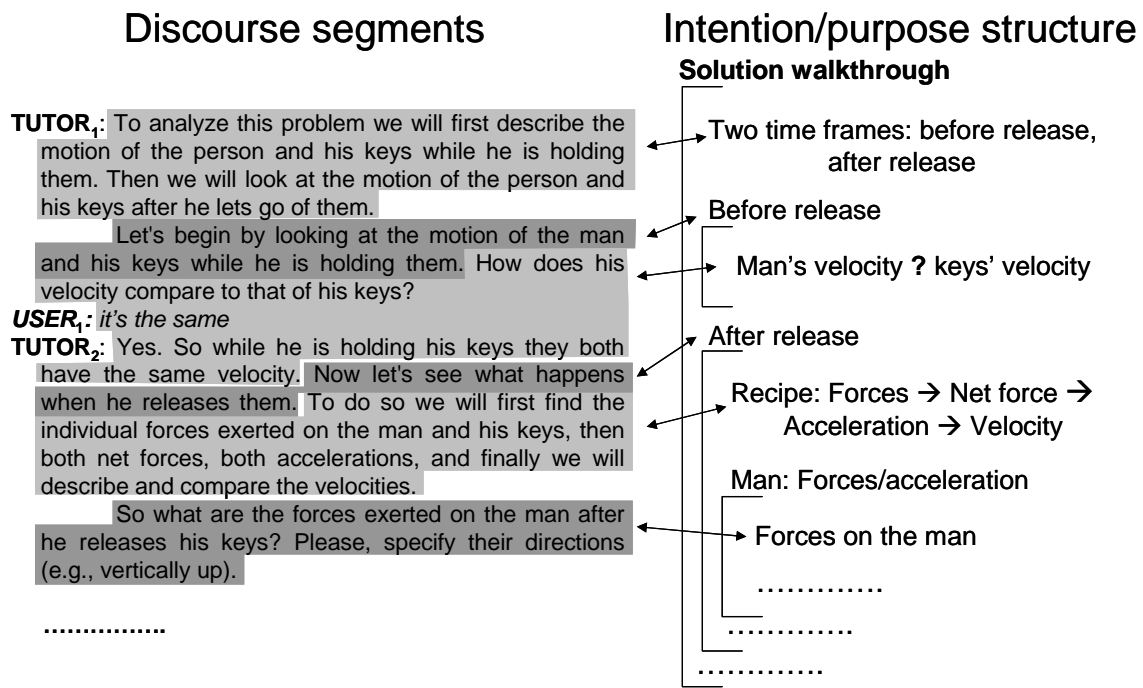 Discourse segments
TUTOR1: To analyze this problem we will first describe the
motion of the person and his keys while he is holding
them. Then we will look at the motion of the person and
his keys after he lets go of them.
Let's begin by looking at the motion of the man
and his keys while he is holding them. How does his
velocity compare to that of his keys?
USER1: it's the same
TUTOR2: Yes. So while he is holding his keys they both
have the same velocity. Now let's see what happens
when he releases them. To do so we will first find the
individual forces exerted on the man and his keys, then
both net forces, both accelerations, and finally we will
describe and compare the velocities.
So what are the forces exerted on the man after
he releases his keys? Please, specify their directions
(e.g., vertically up).
................
Intention/purpose structure
Solution walkthrough
Two time frames: before release,
after release
Before release
Man's velocity ? keys' velocity
After release
Recipe: Forces → Net force →
Acceleration → Velocity
Man: Forces/acceleration
Forces on the man
.............
.............
.............